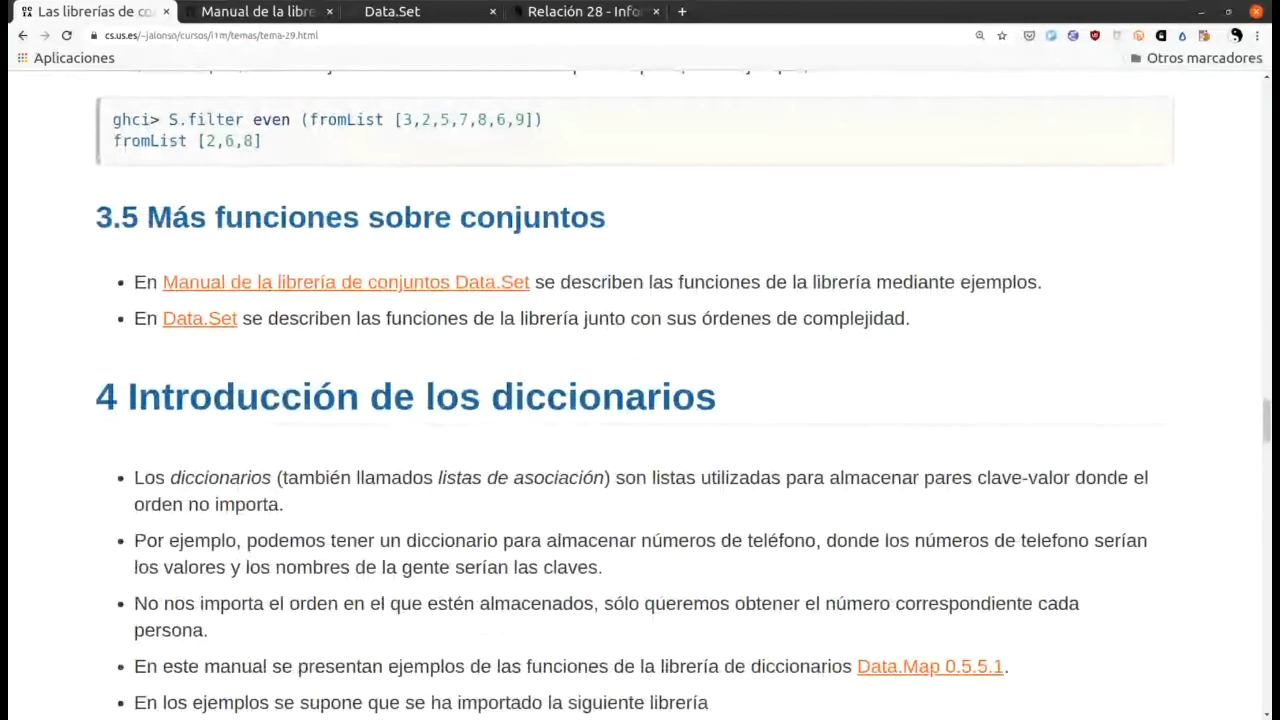 Las librerías de co
Manual de la libre
Data.Set
Relación 28 - Info
cs.us.es/~jalonso/cursos/i1m/temas/tema-29.html
Aplicaciones
Otros marcadores
ghci> S.filter even (fromList [3,2,5,7,8,6,9])
fromList [2,6,8]
3.5 Más funciones sobre conjuntos
• En Manual de la librería de conjuntos Data.Set se describen las funciones de la librería mediante ejemplos.
• En Data.Set se describen las funciones de la librería junto con sus órdenes de complejidad.
4 Introducción de los diccionarios
• Los diccionarios (también llamados listas de asociación) son listas utilizadas para almacenar pares clave-valor donde el
orden no importa.
• Por ejemplo, podemos tener un diccionario para almacenar números de teléfono, donde los números de telefono serían
los valores y los nombres de la gente serían las claves.
• No nos importa el orden en el que estén almacenados, sólo queremos obtener el número correspondiente cada
persona.
• En este manual se presentan ejemplos de las funciones de la librería de diccionarios Data.Map 0.5.5.1.
• En los ejemplos se supone que se ha importado la siguiente librería